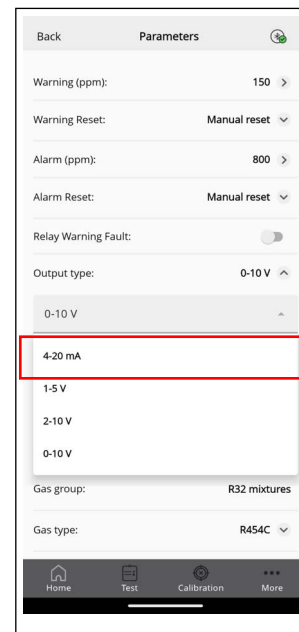 Back Parameters
Warning (ppm): 150
Warning Reset: Manual reset
Alarm (ppm): 800
Alarm Reset: Manual reset
Relay Warning Fault:
Output type: 0-10 V
0-10 V
4-20 mA
1-5 V
2-10 V
0-10 V
Gas group: R32 mixtures
Gas type: R454C
Home Test Calibration More